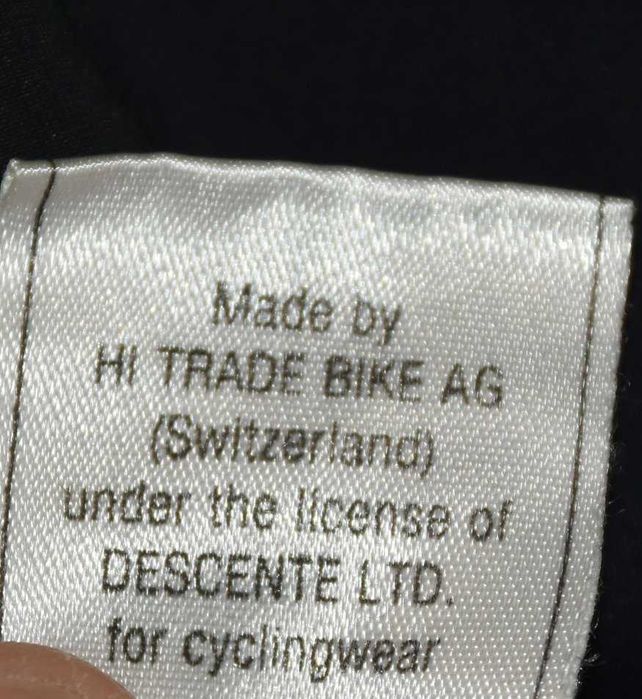 Made by
HI TRADE BIKE AG
(Switzerland)
under the license of
DESCENTE LTD.
for cyclingwear